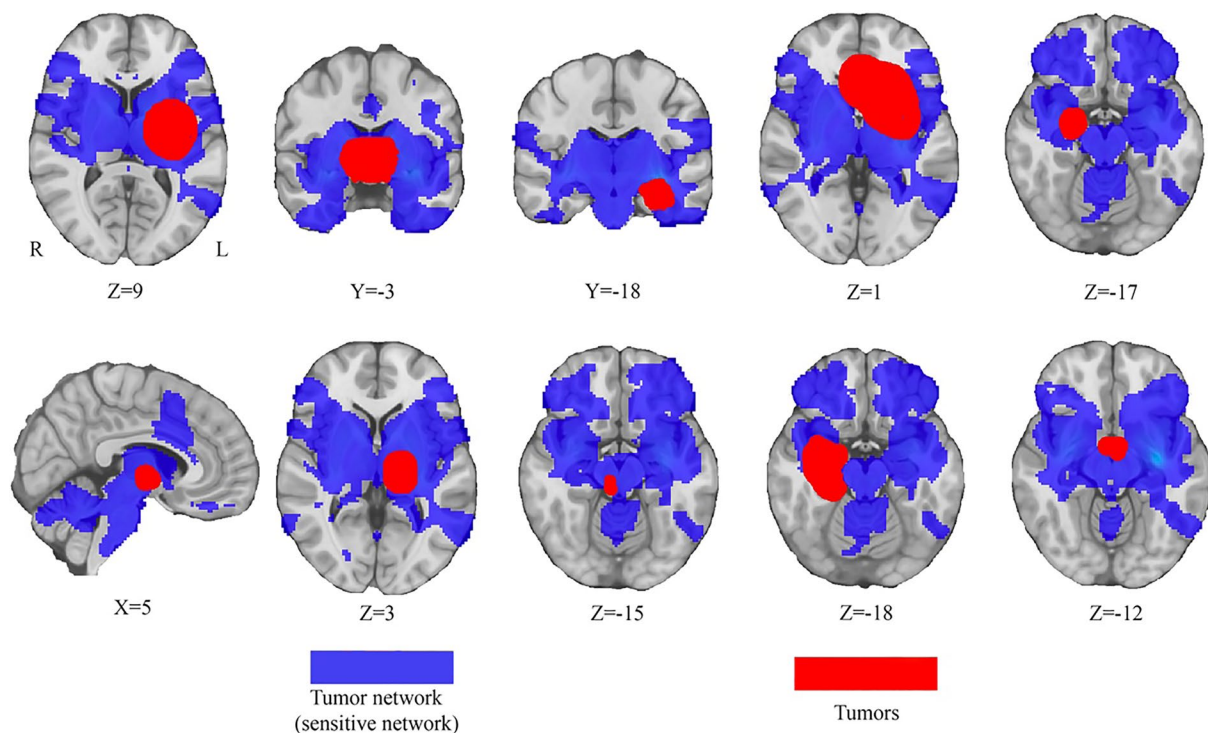 R L
Z=9 Y=-3 Y=-18 Z=1 Z=-17
X=5 Z=3 Z=-15 Z=-18 Z=-12
Tumor network
(sensitive network)
Tumors